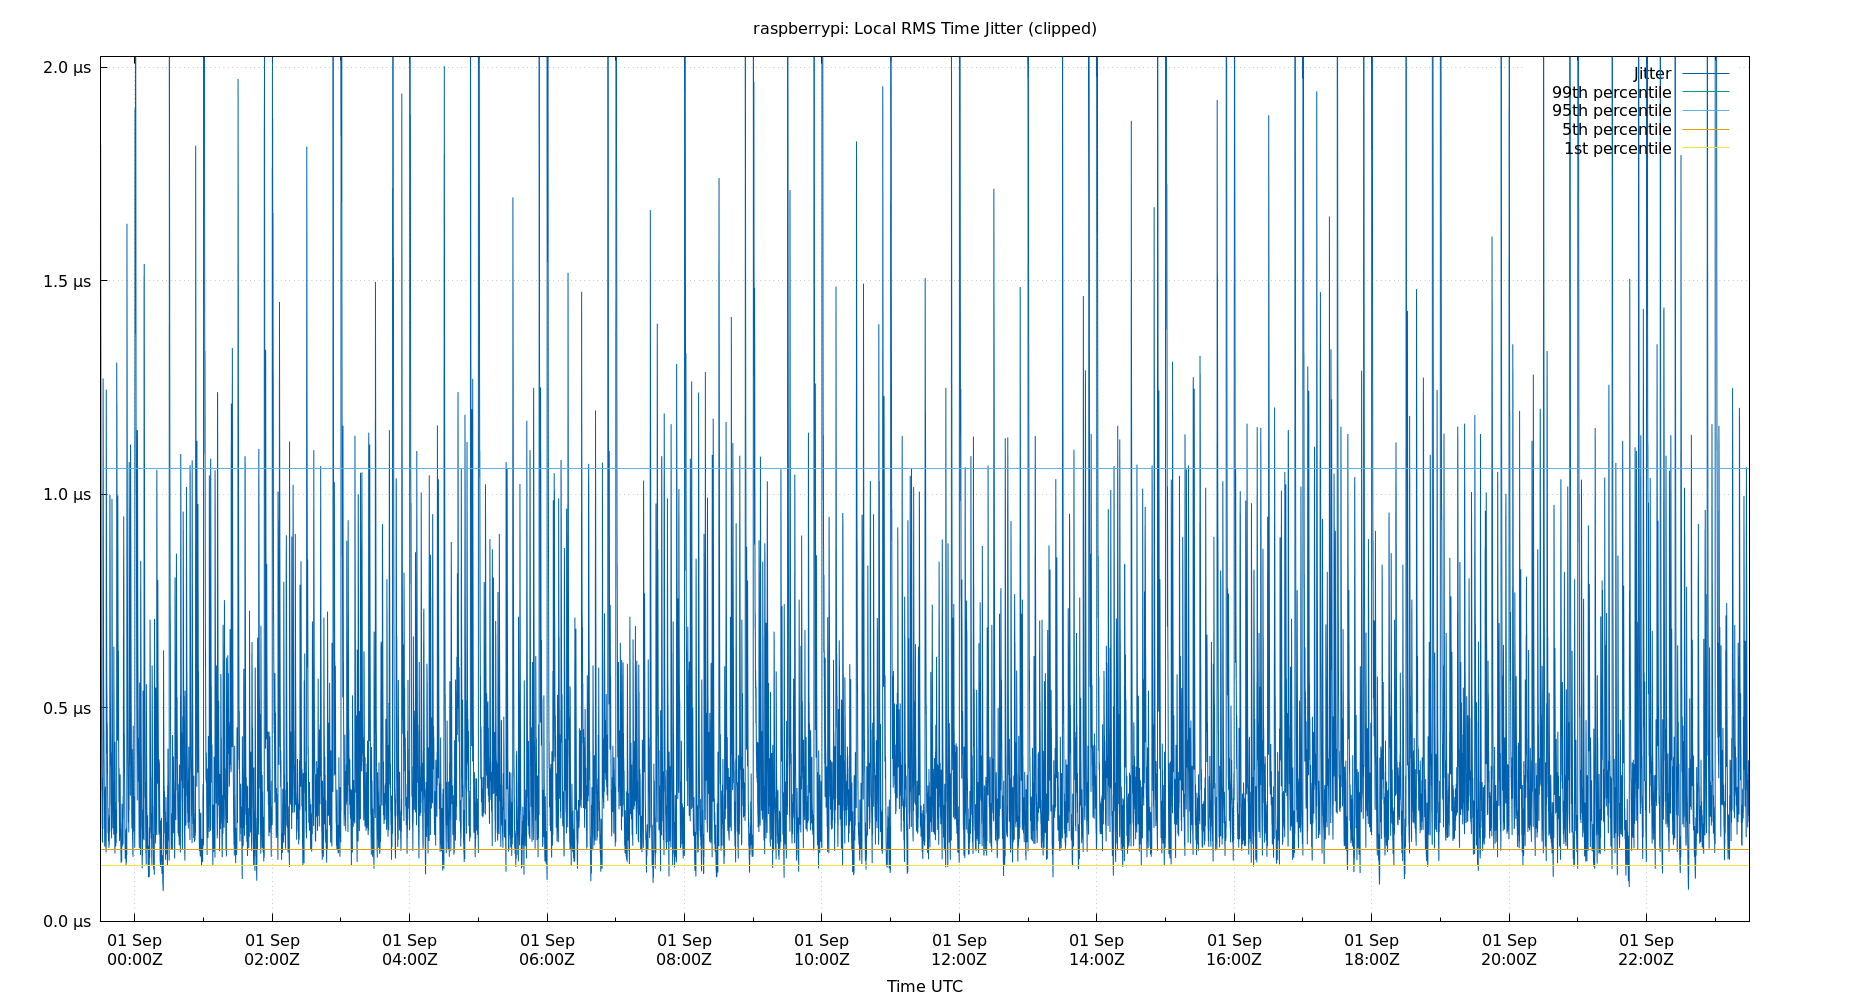 raspberrypi: Local RMS Time Jitter (clipped)
2.0 µs
1.5 µs
1.0 µs
0.5 µs
0.0 µs
Jitter
99th percentile
95th percentile
5th percentile
1st percentile
01 Sep 01 Sep 01 Sep 01 Sep 01 Sep 01 Sep 01 Sep 01 Sep 01 Sep 01 Sep 01 Sep 01 Sep
00:00Z 02:00Z 04:00Z 06:00Z 08:00Z 10:00Z 12:00Z 14:00Z 16:00Z 18:00Z 20:00Z 22:00Z
Time UTC